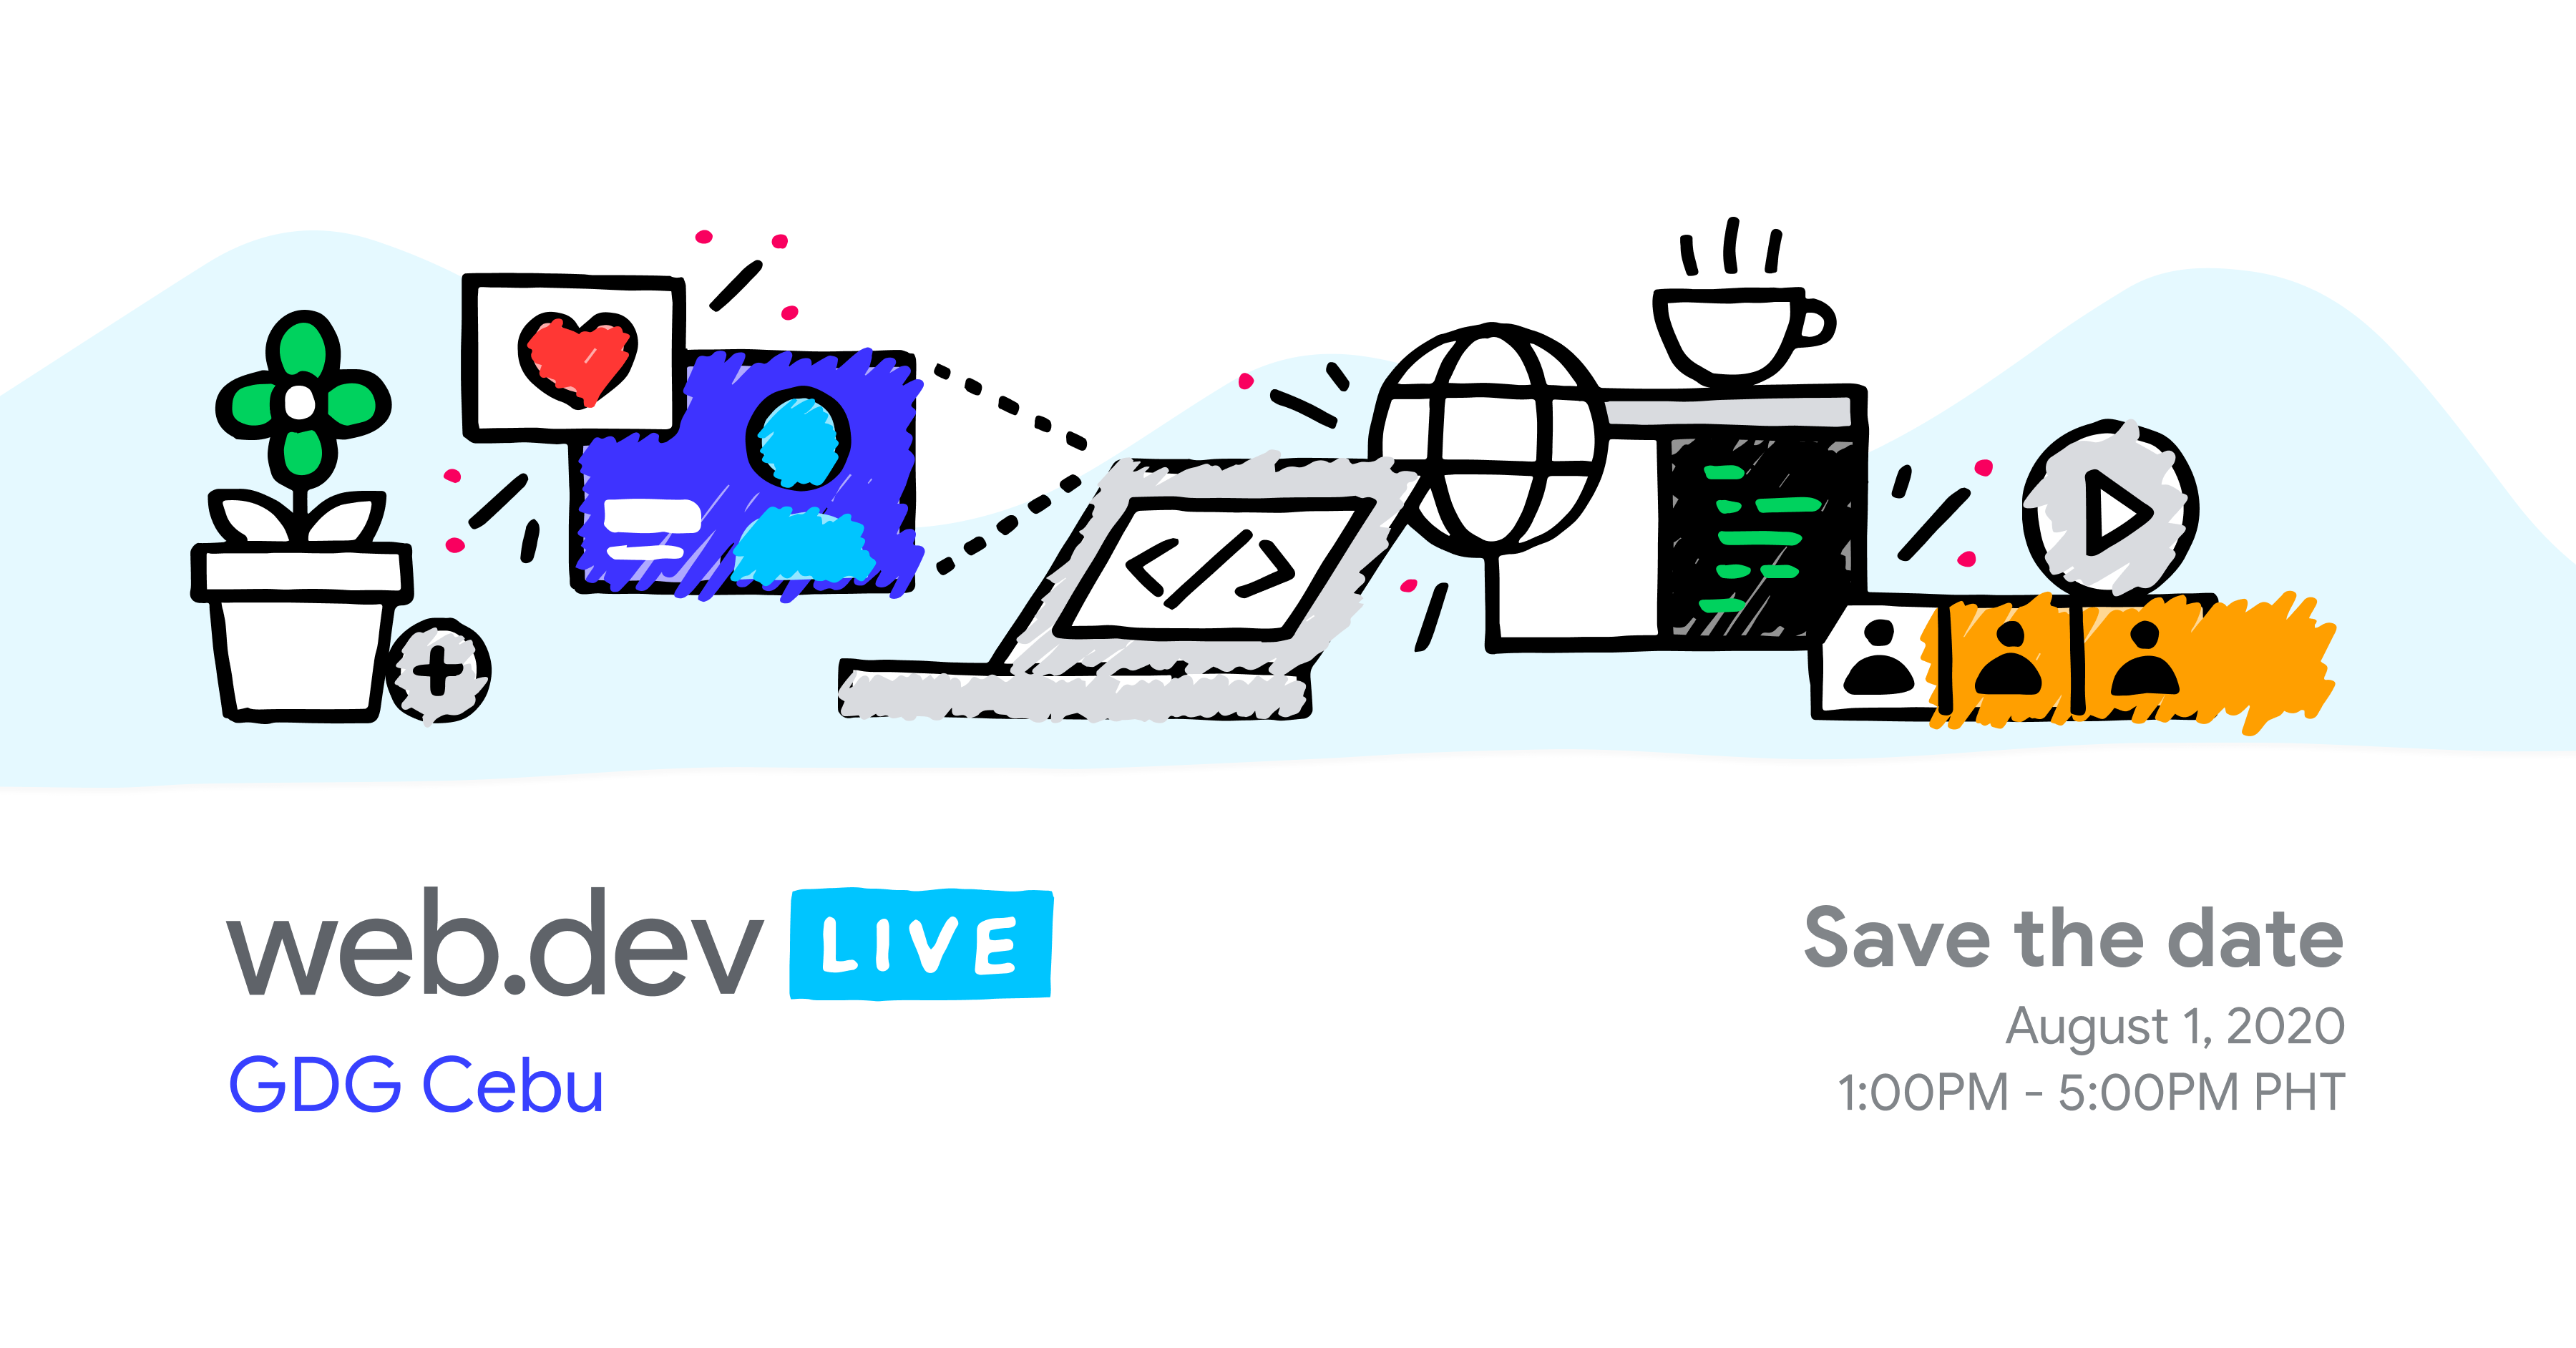 </>
web.dev LIVE
GDG Cebu
Save the date
August 1, 2020
1:00PM - 5:00PM PHT